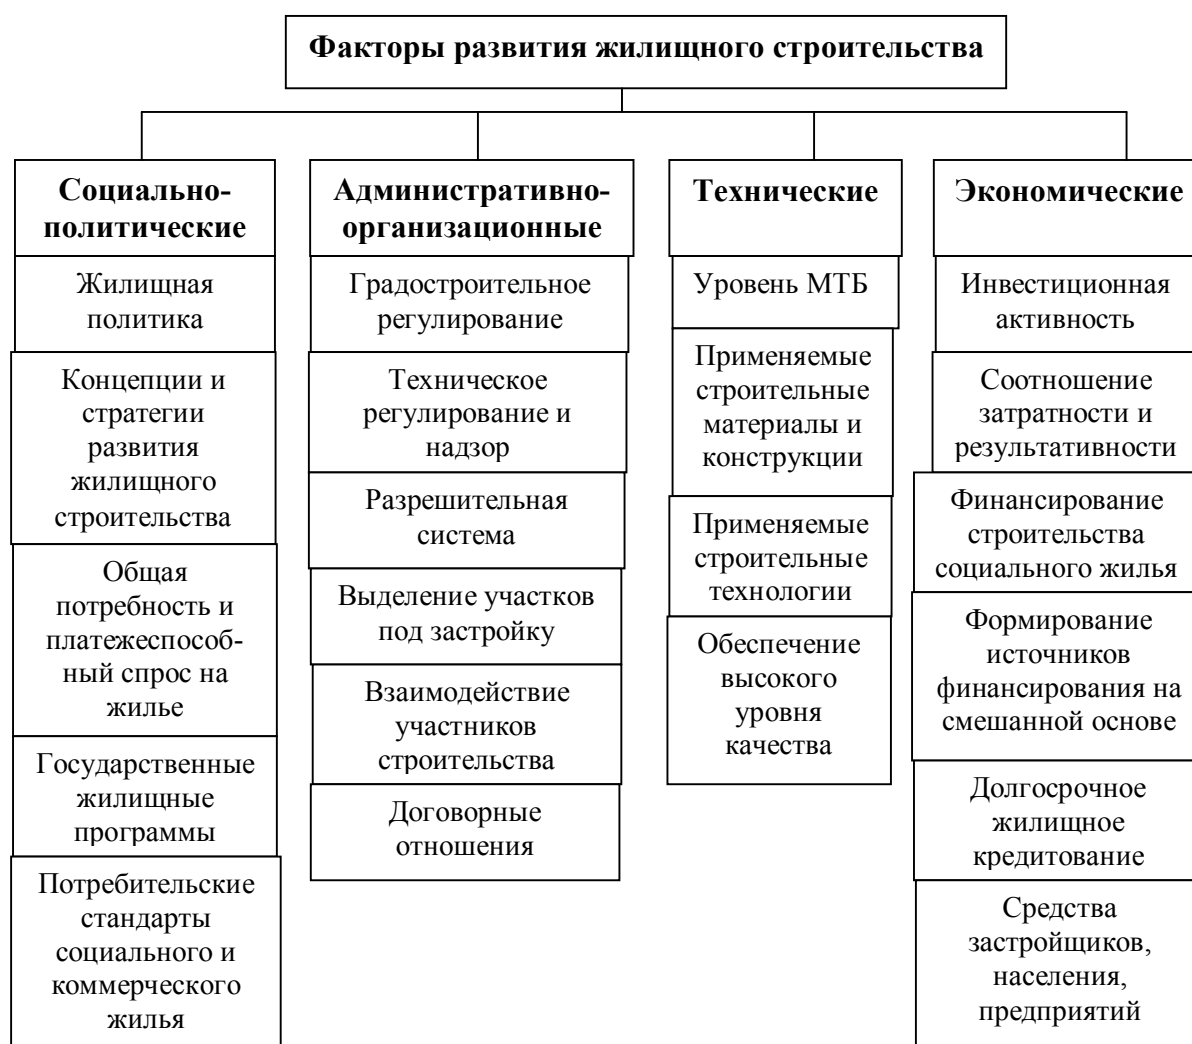 Факторы развития жилищного строительства
Социально-
политические
Жилищная
политика
Концепции и
стратегии
развития
жилищного
строительства
Общая
потребность и
платежеспособ-
ный спрос на
жилье
Государственные
жилищные
программы
Потребительские
стандарты
социального и
коммерческого
жилья
Административно-
организационные
Градостроительное
регулирование
Техническое
регулирование и
надзор
Разрешительная
система
Выделение участков
под застройку
Взаимодействие
участников
строительства
Договорные
отношения
Технические
Уровень МТБ
Применяемые
строительные
материалы и
конструкции
Применяемые
строительные
технологии
Обеспечение
высокого
уровня
качества
Экономические
Инвестиционная
активность
Соотношение
затратности и
результативности
Финансирование
строительства
социального жилья
Формирование
источников
финансирования на
смешанной основе
Долгосрочное
жилищное
кредитование
Средства
застройщиков,
населения,
предприятий